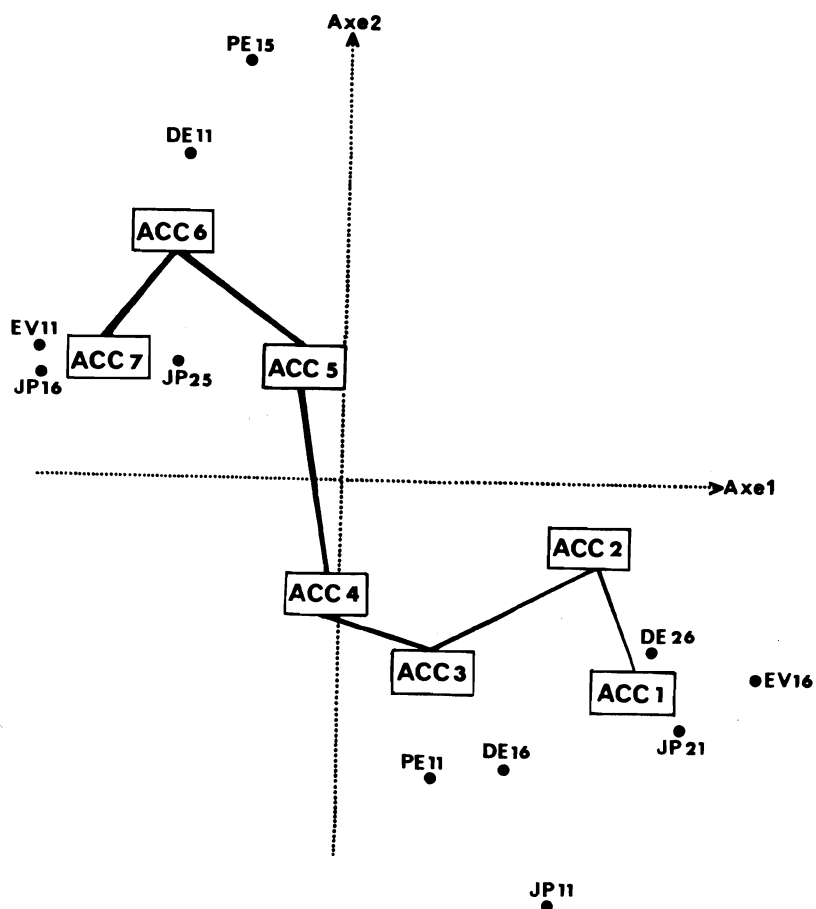 Axe2
PE15
DE11
ACC6
EV11
ACC7
JP16
JP25
ACC5
Axe1
ACC2
ACC4
DE26
ACC3
ACC1
EV16
JP21
PE11
DE16
JP11